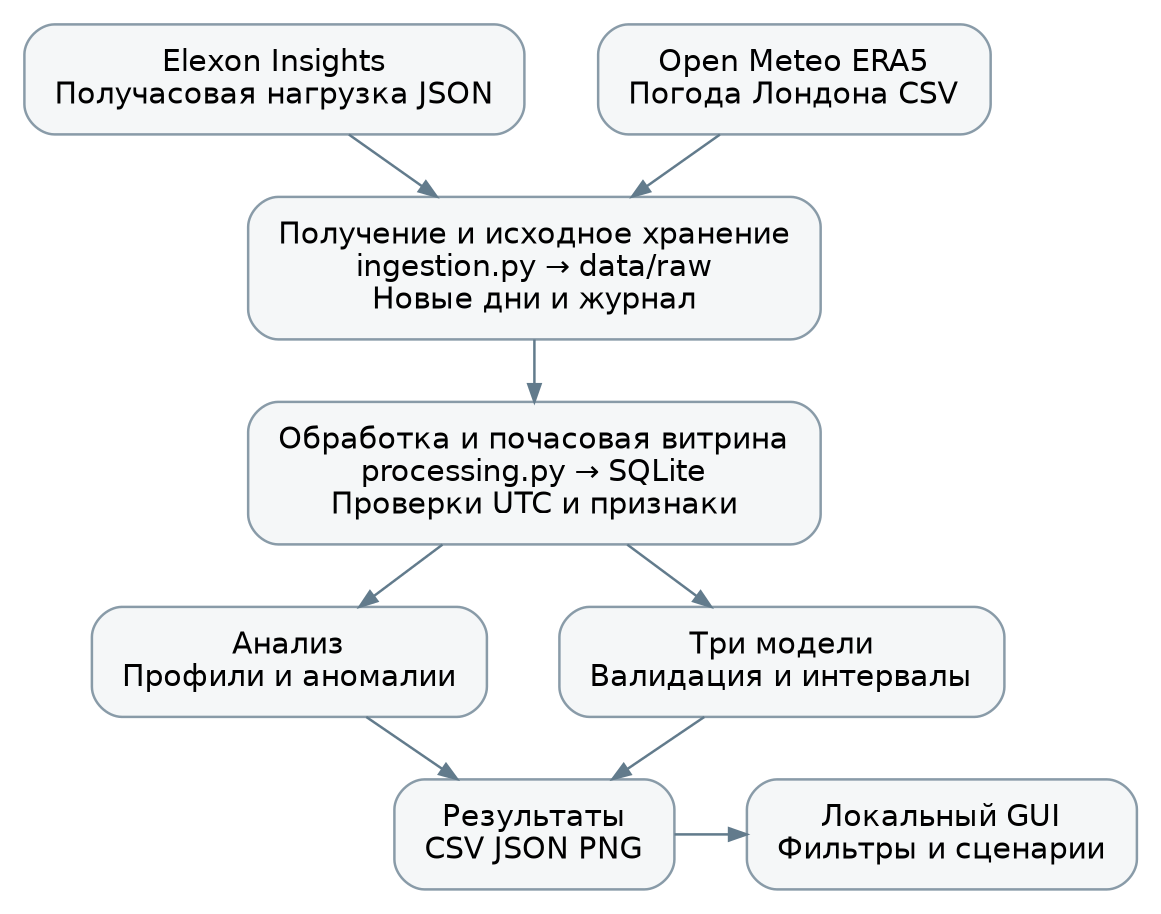 Elexon Insights
Получасовая нагрузка JSON
Open Meteo ERA5
Погода Лондона CSV
Получение и исходное хранение
ingestion.py → data/raw
Новые дни и журнал
Обработка и почасовая витрина
processing.py → SQLite
Проверки UTC и признаки
Анализ
Профили и аномалии
Три модели
Валидация и интервалы
Результаты
CSV JSON PNG
Локальный GUI
Фильтры и сценарии